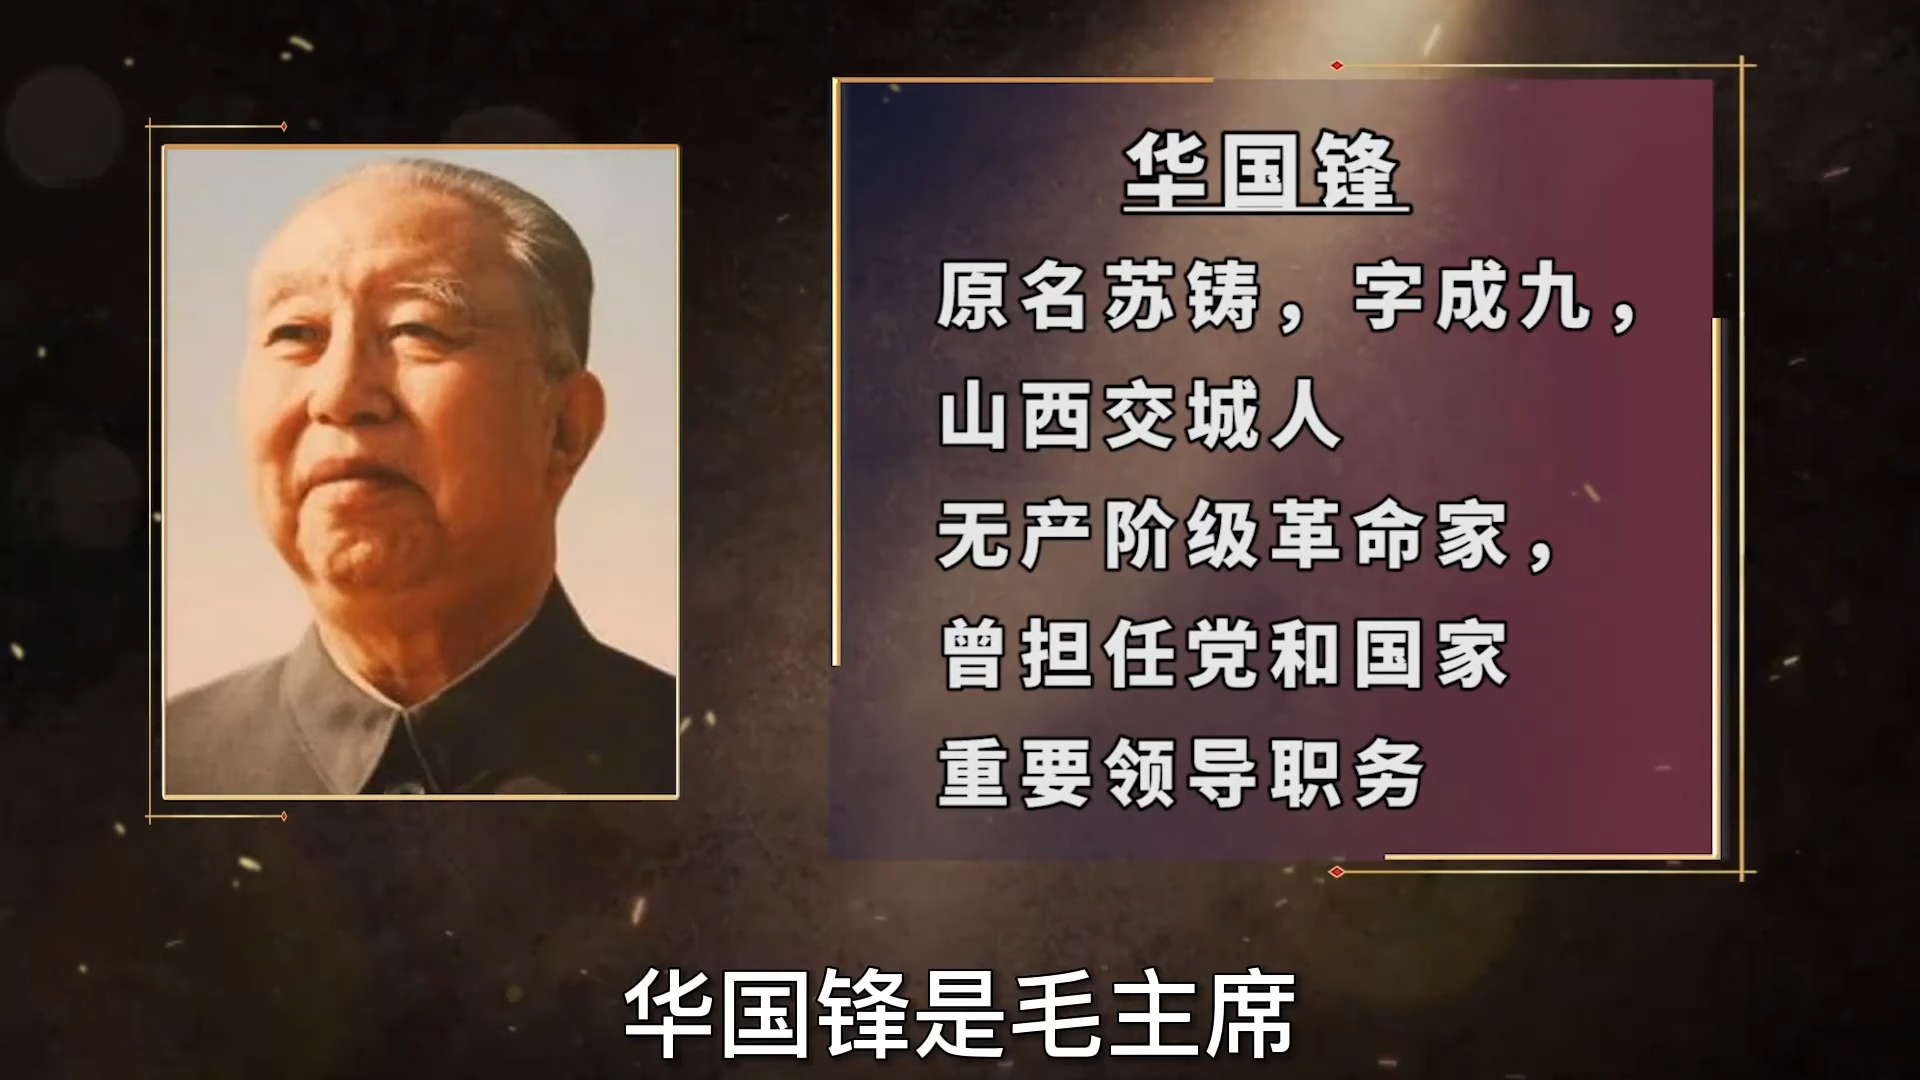 华国锋
原名苏铸，字成九，
山西交城人
无产阶级革命家，
曾担任党和国家
重要领导职务
华国锋是毛主席